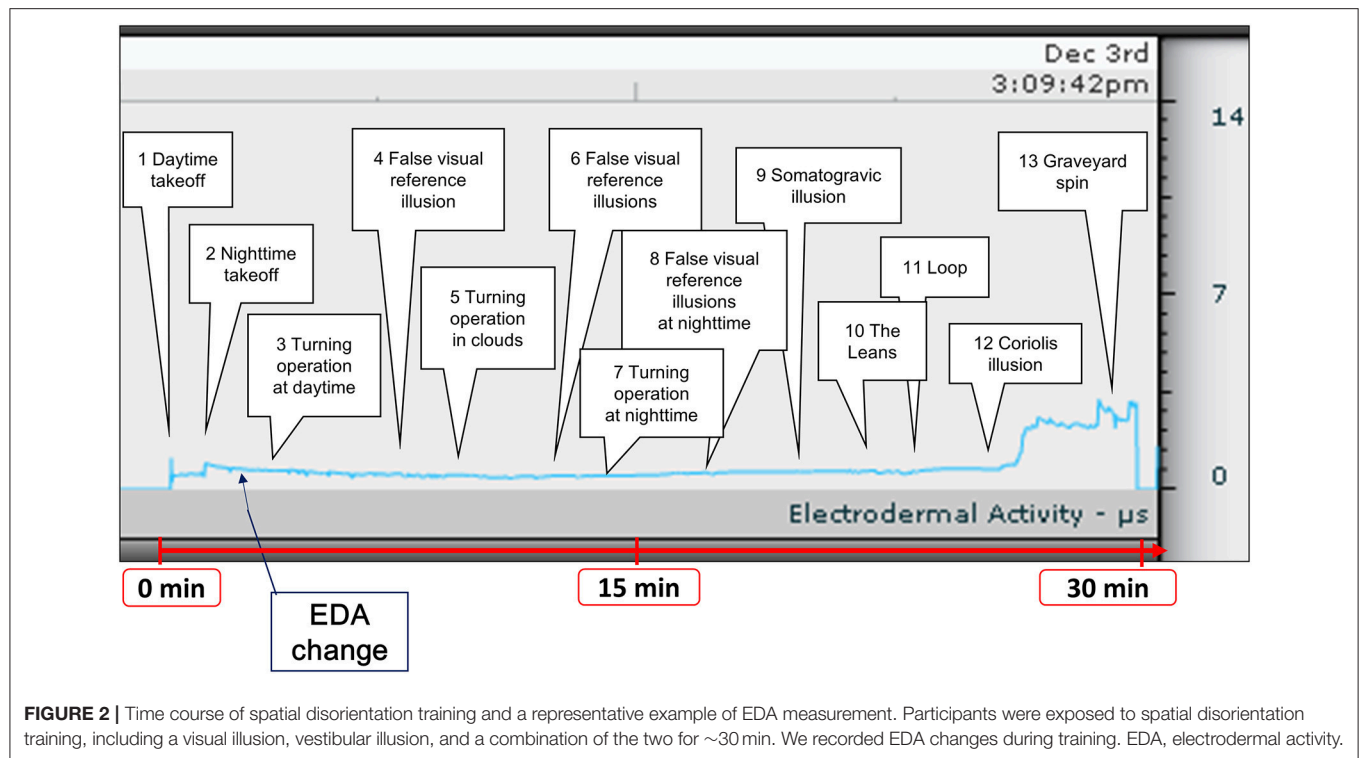 Dec 3rd
3:09:42pm
14
7
0
1 Daytime
takeoff
2 Nighttime
takeoff
3 Turning
operation
at daytime
4 False visual
reference
illusion
5 Turning
operation
in clouds
6 False visual
reference
illusions
7 Turning
operation
at nighttime
8 False visual
reference
illusions
at nighttime
9 Somatogravic
illusion
10 The
Leans
11 Loop
12 Coriolis
illusion
13 Graveyard
spin
Electrodermal Activity - µs
0 min
15 min
30 min
EDA
change
FIGURE 2 | Time course of spatial disorientation training and a representative example of EDA measurement. Participants were exposed to spatial disorientation
training, including a visual illusion, vestibular illusion, and a combination of the two for ~30 min. We recorded EDA changes during training. EDA, electrodermal activity.